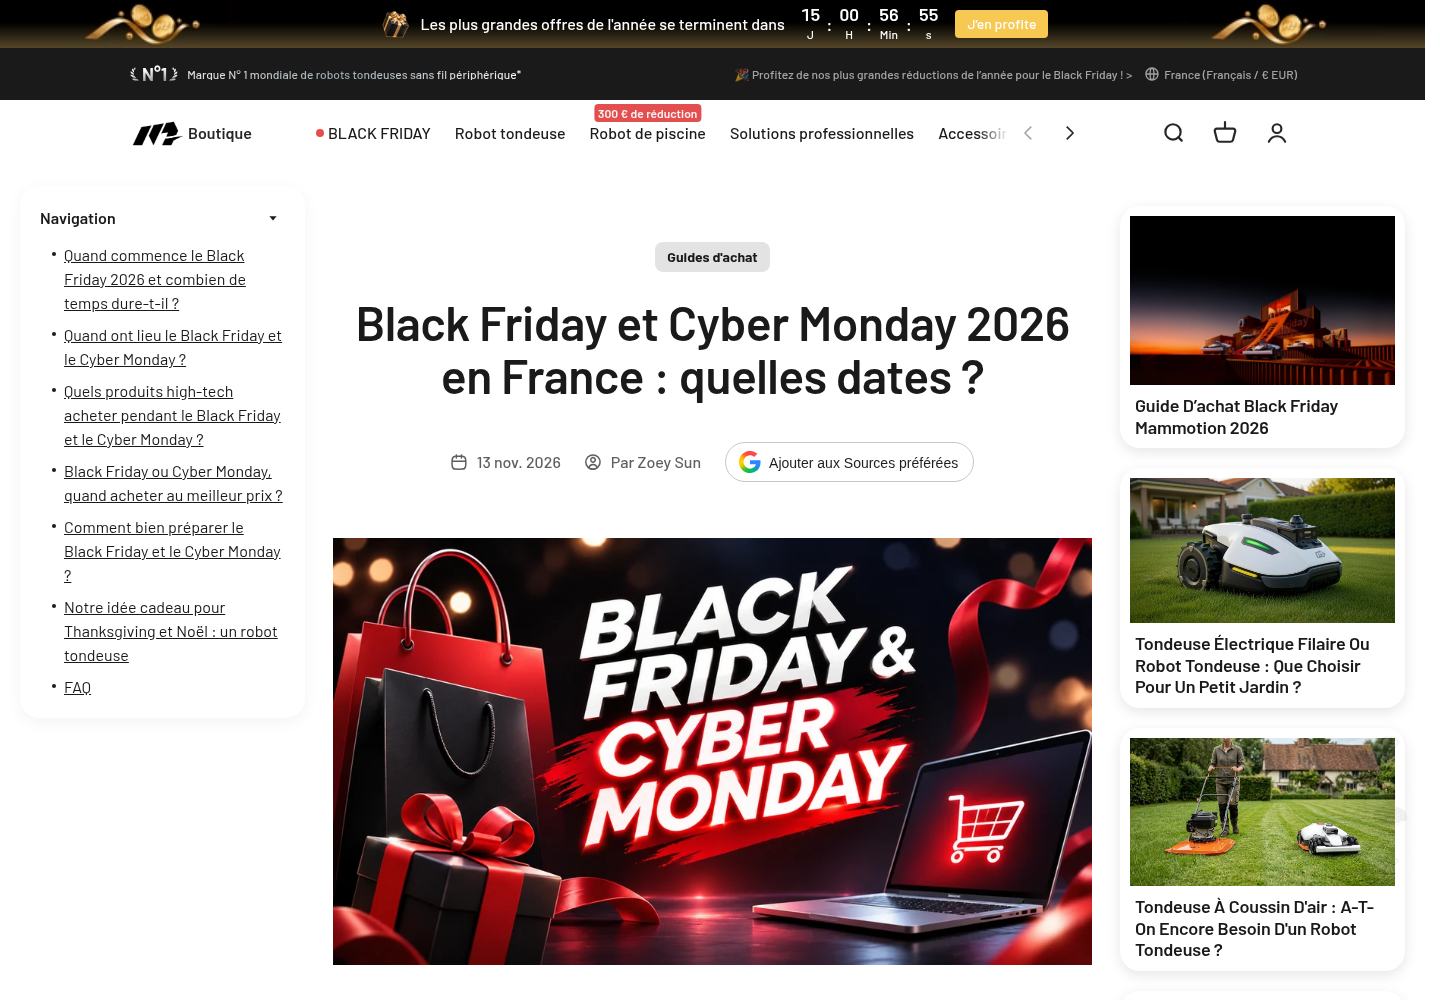 Les plus grandes offres de l'année se terminent dans
15 : 00 : 56 : 55
J H Min s
J'en profite
N°1
Marque N° 1 mondiale de robots tondeuses sans fil périphérique*
🎉 Profitez de nos plus grandes réductions de l'année pour le Black Friday ! >
France (Français / € EUR)
Boutique
BLACK FRIDAY
Robot tondeuse
300 € de réduction
Robot de piscine
Solutions professionnelles
Accessoir
Navigation
Quand commence le Black
Friday 2026 et combien de
temps dure-t-il ?
Quand ont lieu le Black Friday et
le Cyber Monday ?
Quels produits high-tech
acheter pendant le Black Friday
et le Cyber Monday ?
Black Friday ou Cyber Monday,
quand acheter au meilleur prix ?
Comment bien préparer le
Black Friday et le Cyber Monday
?
Notre idée cadeau pour
Thanksgiving et Noël : un robot
tondeuse
FAQ
Guides d'achat
Black Friday et Cyber Monday 2026
en France : quelles dates ?
13 nov. 2026
Par Zoey Sun
Ajouter aux Sources préférées
BLACK
FRIDAY &
CYBER
MONDAY
Guide D’achat Black Friday
Mammotion 2026
Tondeuse Électrique Filaire Ou
Robot Tondeuse : Que Choisir
Pour Un Petit Jardin ?
Tondeuse À Coussin D'air : A-T-
On Encore Besoin D'un Robot
Tondeuse ?